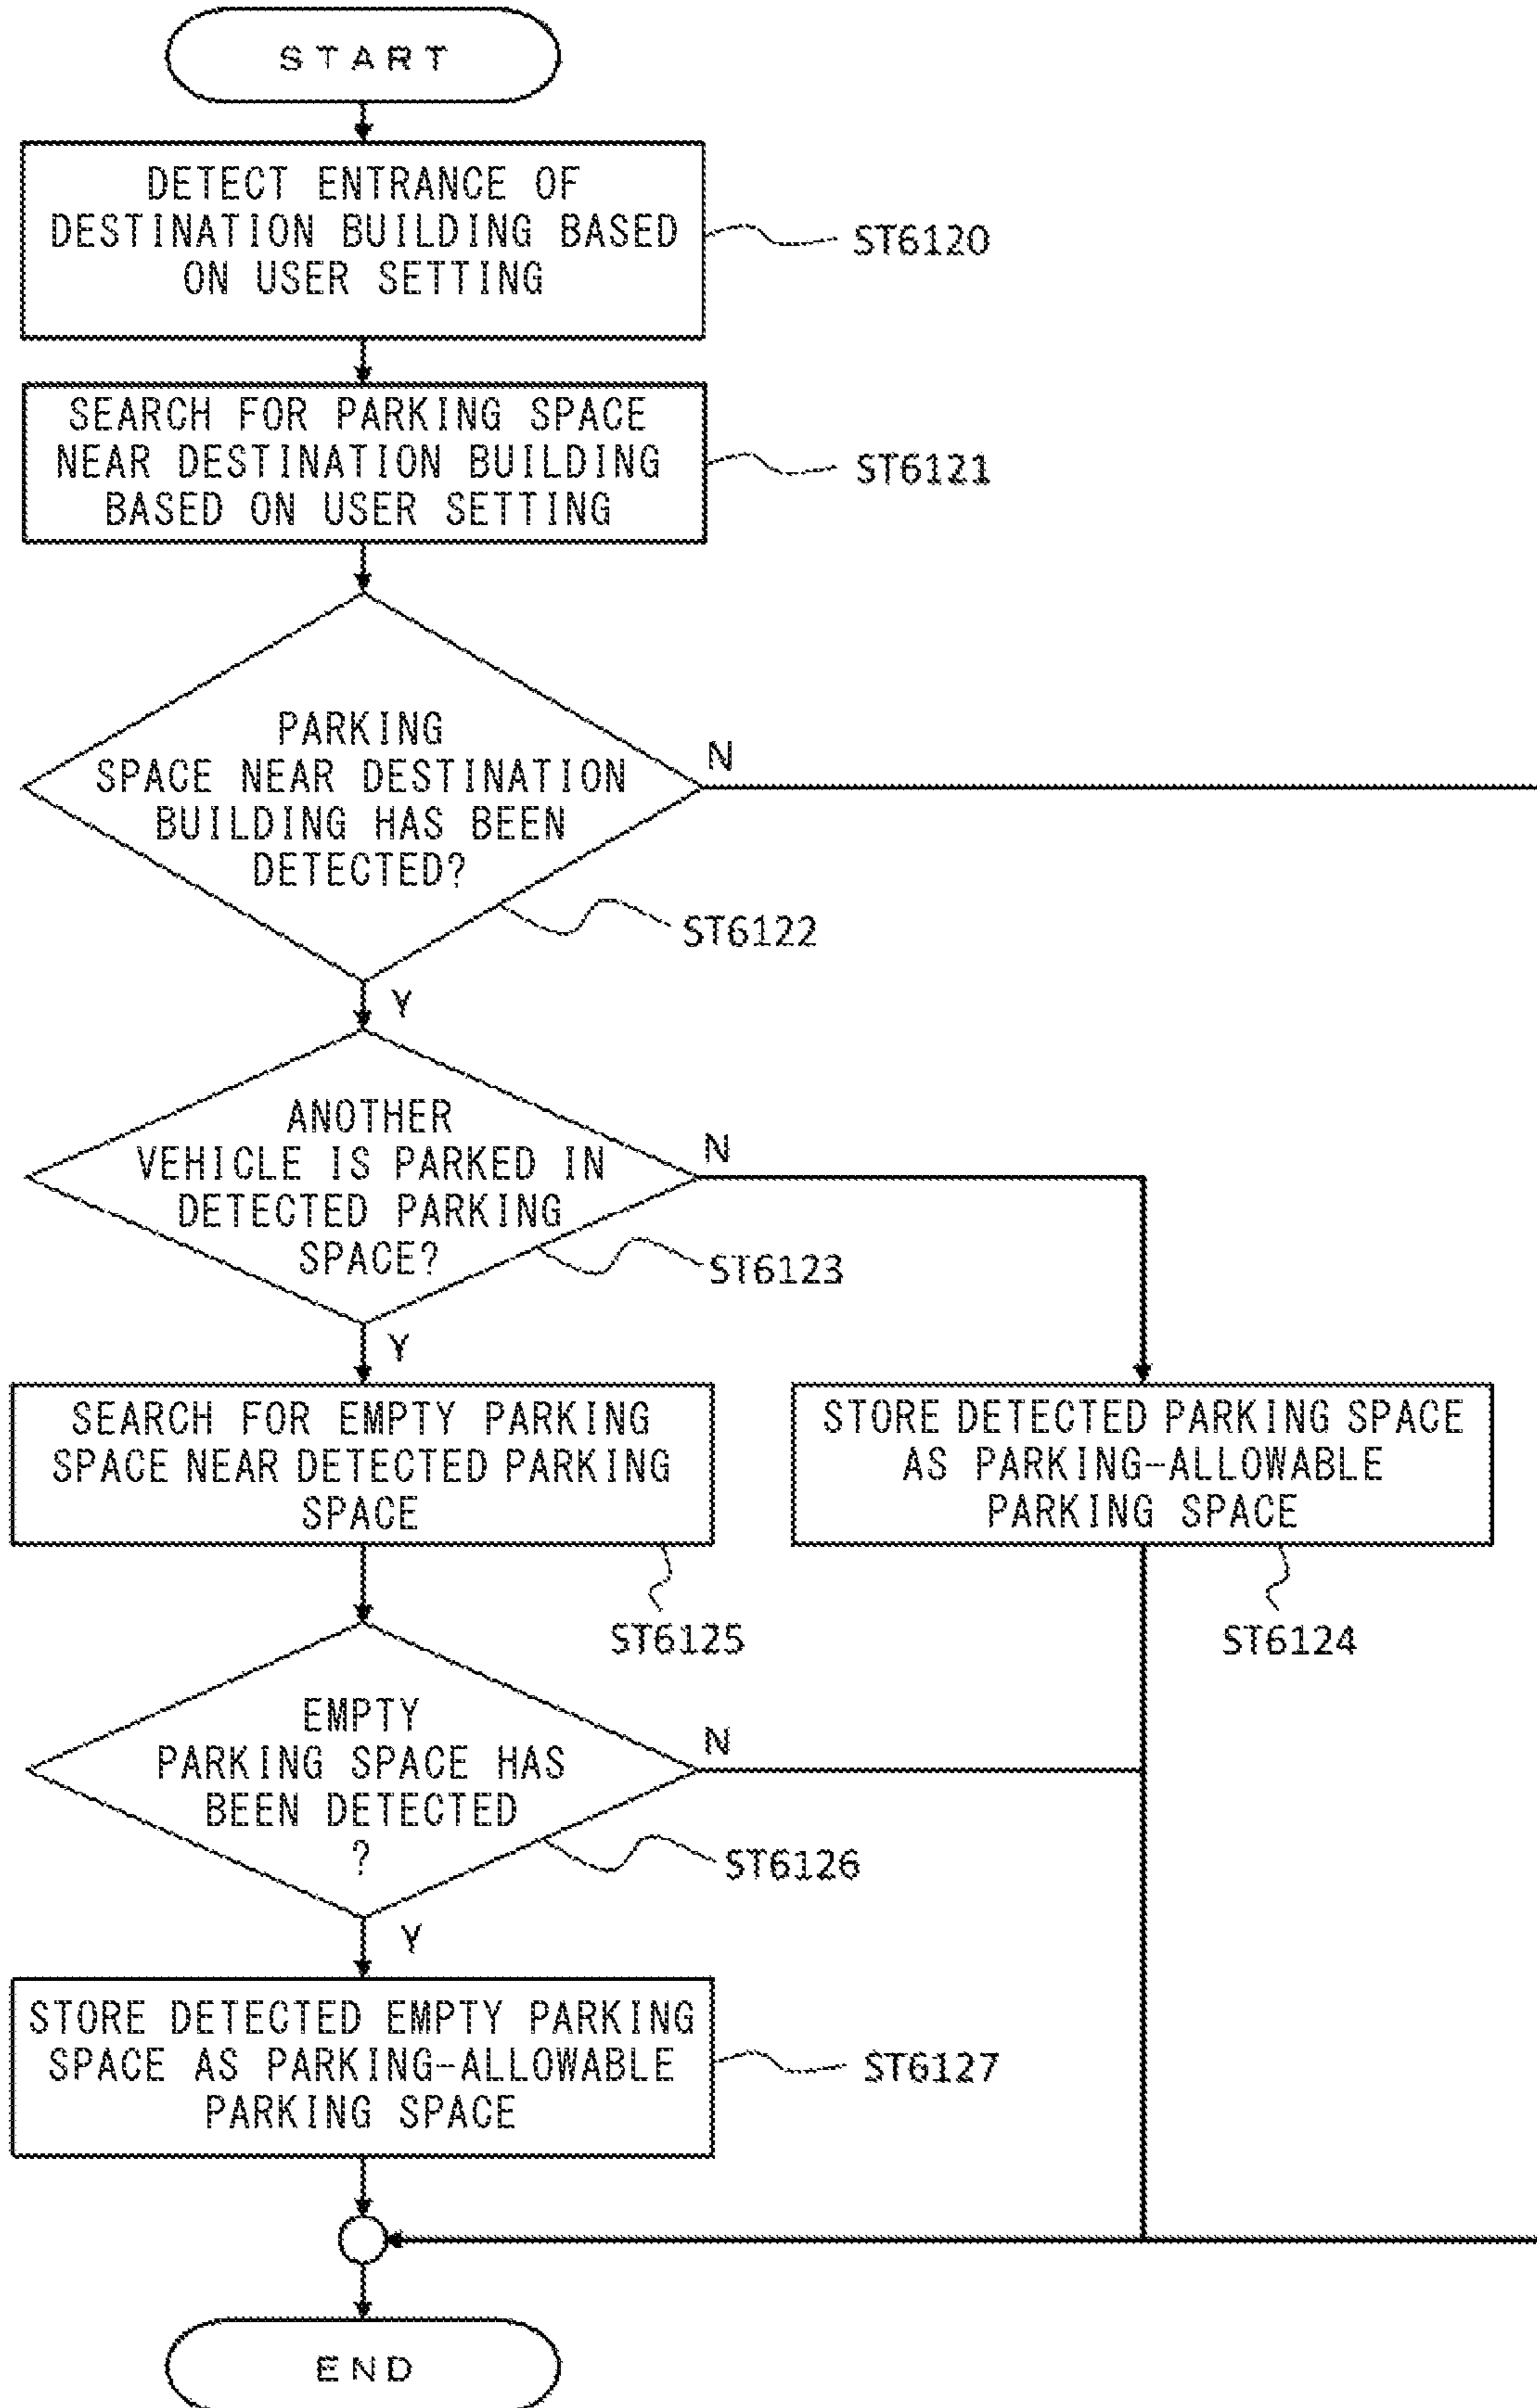 START
DETECT ENTRANCE OF
DESTINATION BUILDING BASED
ON USER SETTING
ST6120
SEARCH FOR PARKING SPACE
NEAR DESTINATION BUILDING
BASED ON USER SETTING
ST6121
PARKING
SPACE NEAR DESTINATION
BUILDING HAS BEEN
DETECTED?
N
ST6122
Y
ANOTHER
VEHICLE IS PARKED IN
DETECTED PARKING
SPACE?
N
ST6123
Y
SEARCH FOR EMPTY PARKING
SPACE NEAR DETECTED PARKING
SPACE
ST6125
STORE DETECTED PARKING SPACE
AS PARKING-ALLOWABLE
PARKING SPACE
ST6124
EMPTY
PARKING SPACE HAS
BEEN DETECTED
?
N
ST6126
Y
STORE DETECTED EMPTY PARKING
SPACE AS PARKING-ALLOWABLE
PARKING SPACE
ST6127
END